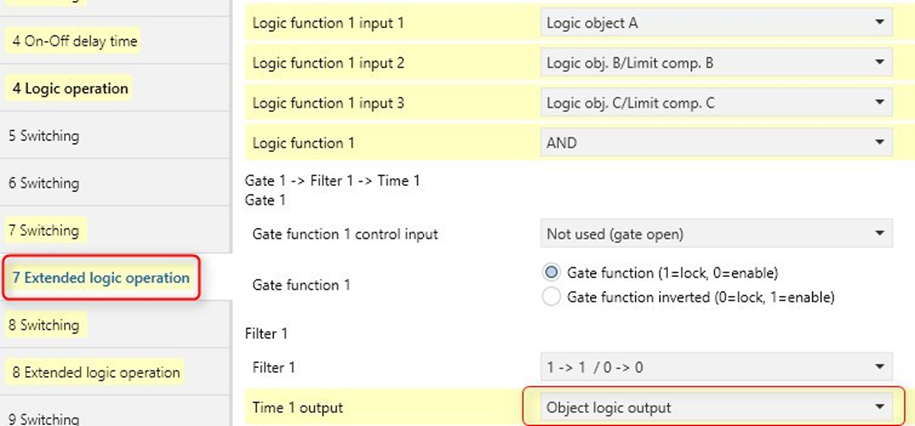 4 On-Off delay time
4 Logic operation
5 Switching
6 Switching
7 Switching
7 Extended logic operation
8 Switching
8 Extended logic operation
9 Switching
Logic function 1 input 1 Logic object A
Logic function 1 input 2 Logic obj. B/Limit comp. B
Logic function 1 input 3 Logic obj. C/Limit comp. C
Logic function 1 AND
Gate 1 -> Filter 1 -> Time 1
Gate 1
Gate function 1 control input Not used (gate open)
Gate function 1 Gate function (1=lock, 0=enable)
Gate function inverted (0=lock, 1=enable)
Filter 1
Filter 1 1 -> 1 / 0 -> 0
Time 1 output Object logic output